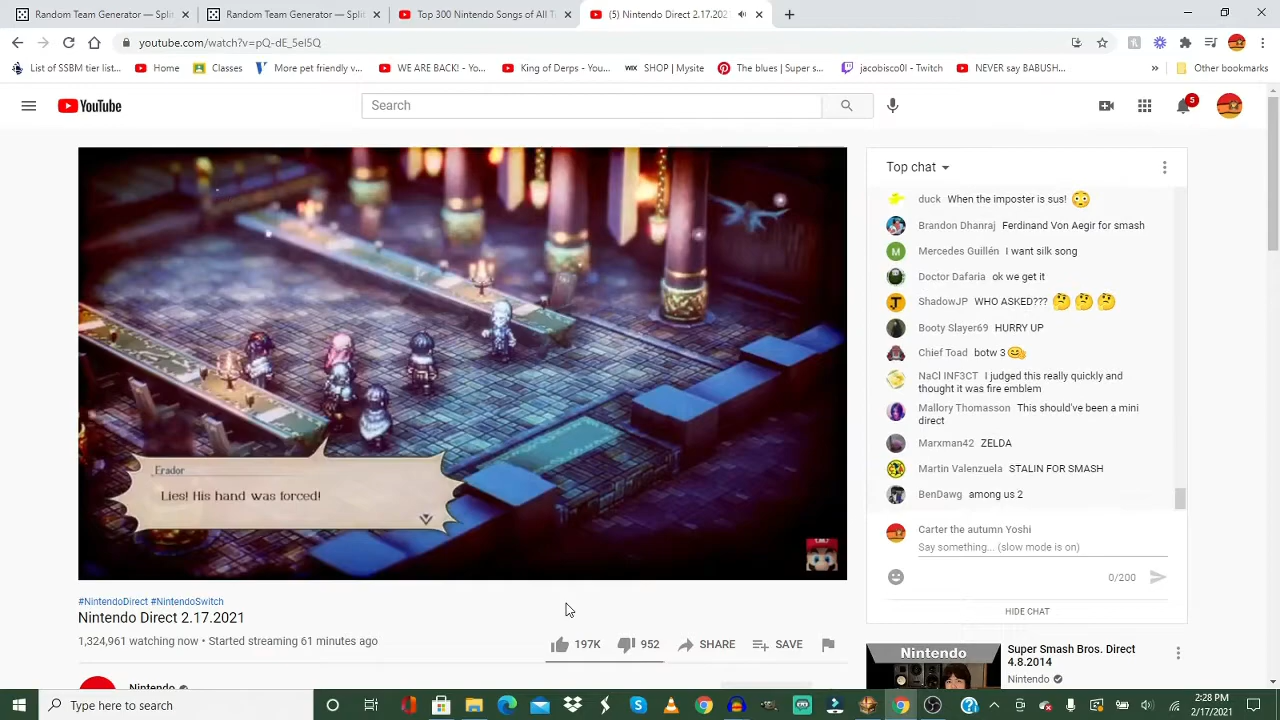 Random Team Generator — Split
Random Team Generator — Split
Top 300 Nintendo Songs of All Ti
(5) Nintendo Direct 2.17.202
youtube.com/watch?v=pQ-dE_5eI5Q
List of SSBM tier list...
Home
Classes
More pet friendly v...
WE ARE BACK! - Yo...
King of Derps - You...
WIX SHOP | Mysite
The blues | Super s...
jacobisco0l - Twitch
NEVER say BABUSH...
»
Other bookmarks
YouTube
Search
5
Erador
Lies! His hand was forced!
#NintendoDirect #NintendoSwitch
Nintendo Direct 2.17.2021
1,324,961 watching now • Started streaming 61 minutes ago
197K
952
SHARE
SAVE
Nintendo
Top chat
duck When the imposter is sus! 😳
Brandon Dhanraj Ferdinand Von Aegir for smash
M
Mercedes Guillén I want silk song
Doctor Dafaria ok we get it
ShadowJP WHO ASKED??? 🤔 🤔 🤔
Booty Slayer69 HURRY UP
Chief Toad botw 3 😊
NaCl INF3CT I judged this really quickly and
thought it was fire emblem
Mallory Thomasson This should've been a mini
direct
Marxman42 ZELDA
Martin Valenzuela STALIN FOR SMASH
BenDawg among us 2
Carter the autumn Yoshi
Say something... (slow mode is on)
0/200
HIDE CHAT
Nintendo
Super Smash Bros. Direct
4.8.2014
Nintendo
Type here to search
2:28 PM
2/17/2021